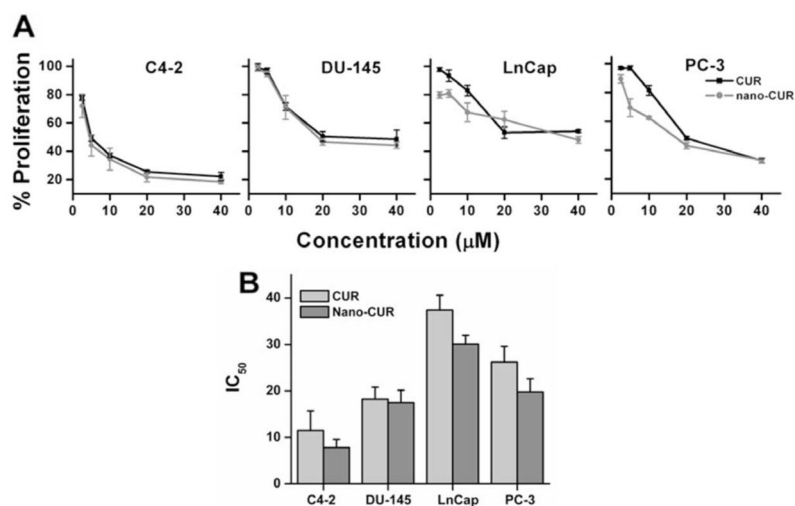 A
C4-2
DU-145
LnCap
PC-3
CUR
nano-CUR
% Proliferation
100
80
60
40
20
0 10 20 30 40
0 10 20 30 40
0 10 20 30 40
0 10 20 30 40
Concentration (μM)
B
CUR
Nano-CUR
IC50
40
30
20
10
0
C4-2 DU-145 LnCap PC-3